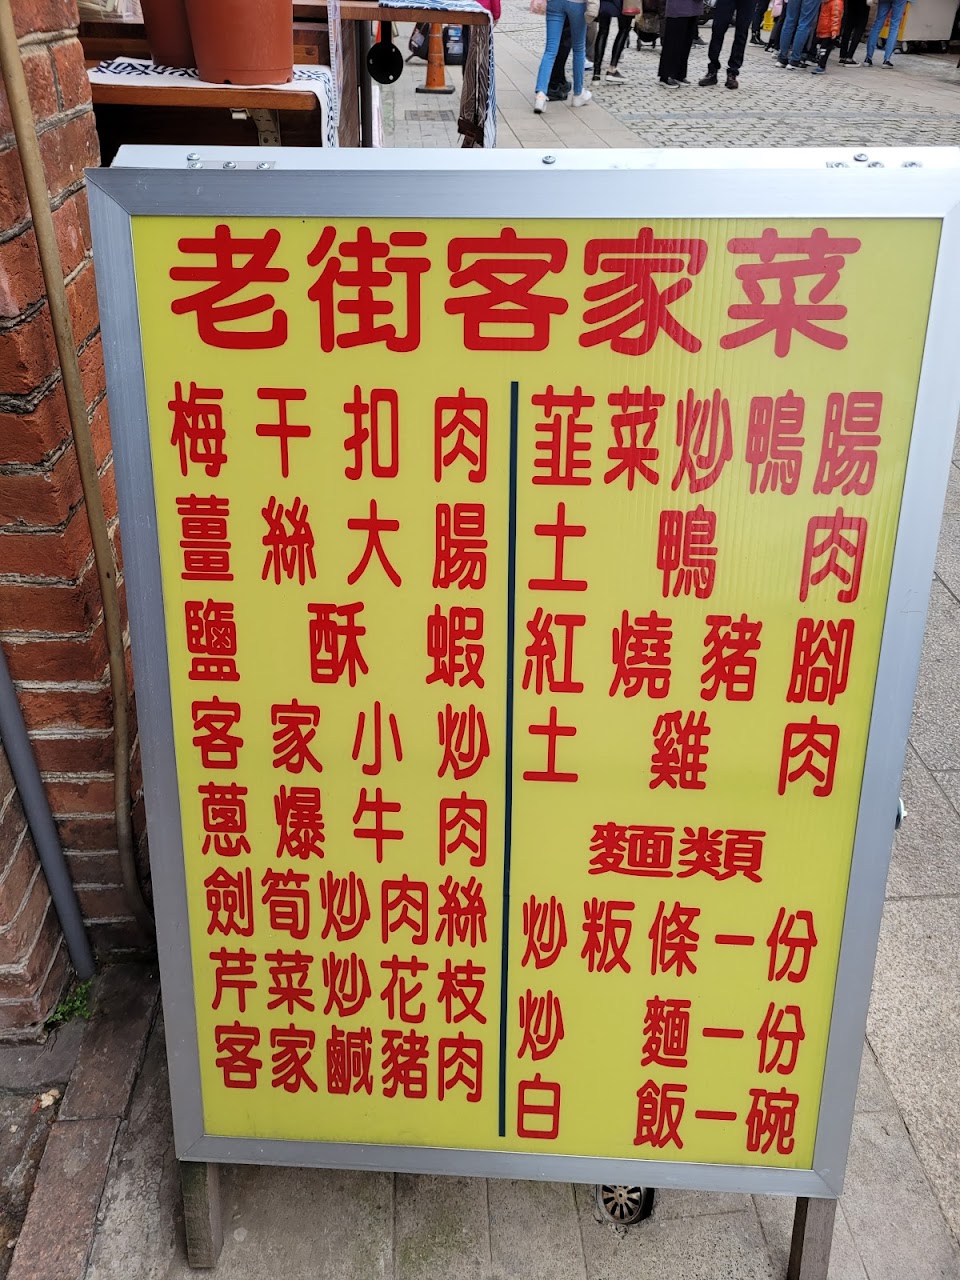 老街客家菜
梅干扣肉
薑絲大腸
鹽酥蝦
客家小炒
蔥爆牛肉
劍筍炒肉絲
芹菜炒花枝
客家鹹豬肉
韮菜炒鴨腸
土鴨肉
紅燒豬腳
土雞肉
麵類
炒粄條一份
炒麵一份
白飯一碗